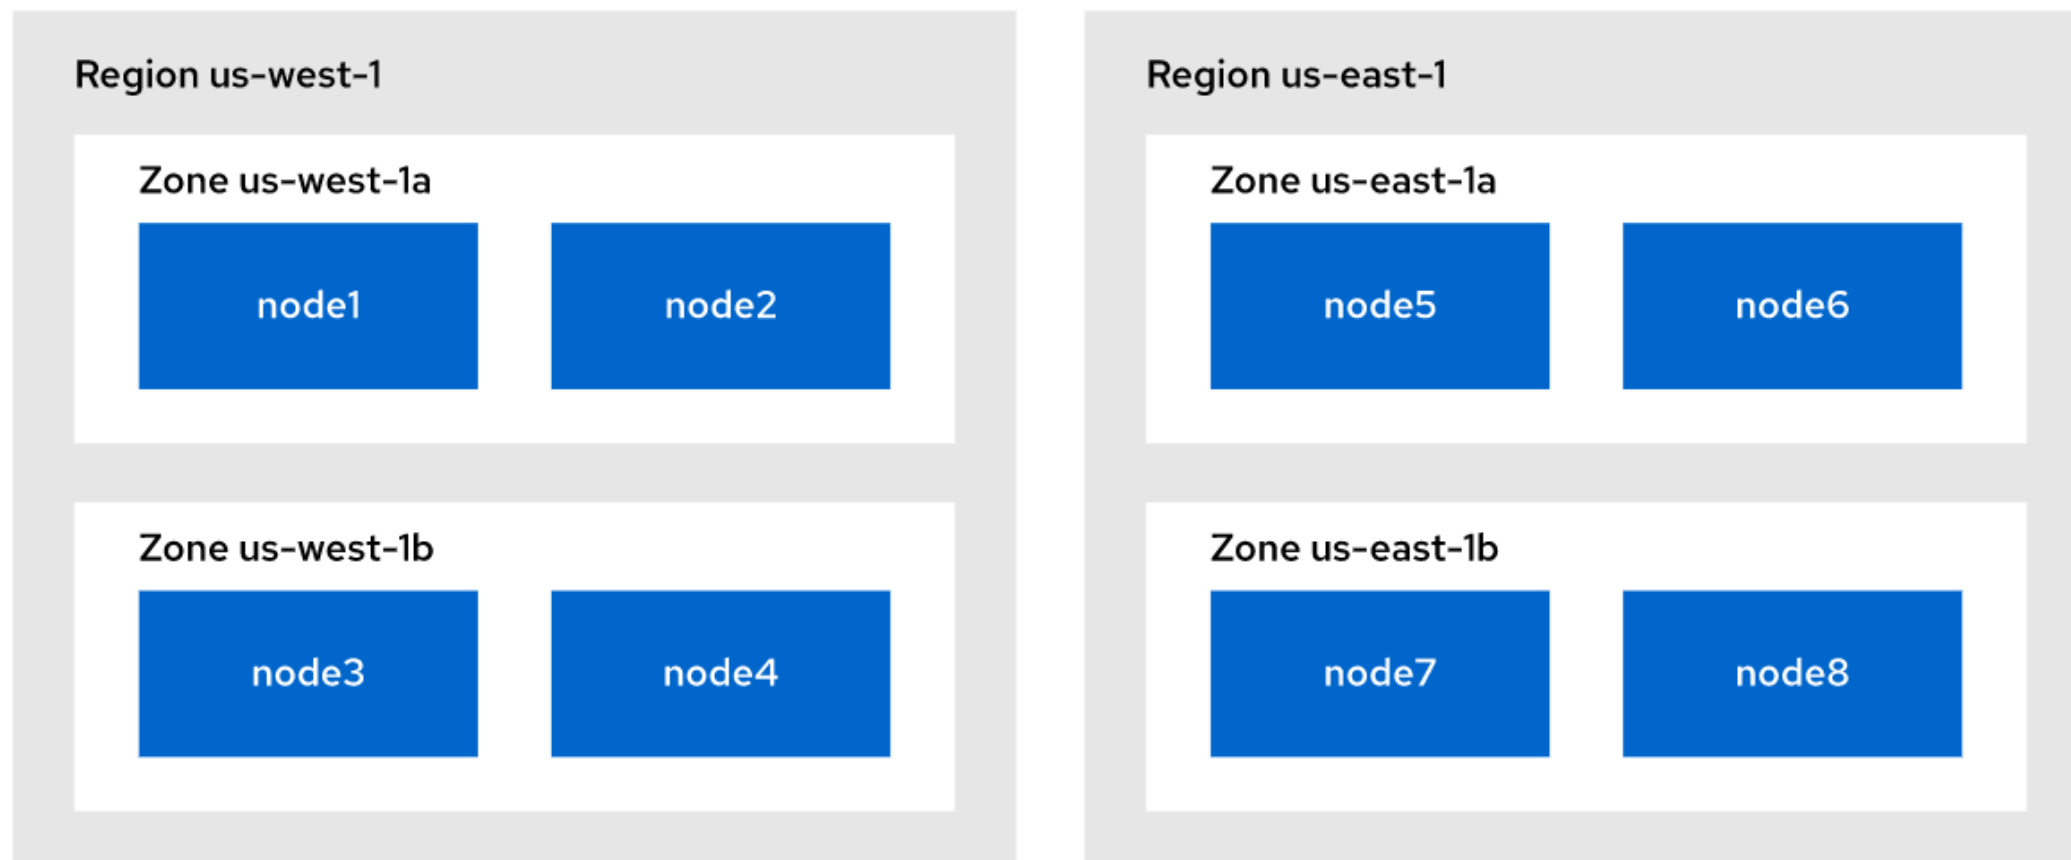 Region us-west-1
Zone us-west-1a
node1
node2
Zone us-west-1b
node3
node4
Region us-east-1
Zone us-east-1a
node5
node6
Zone us-east-1b
node7
node8